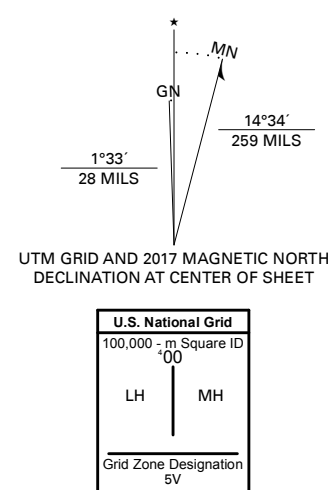 ★
MN
GN
14°34´
259 MILS
1°33´
28 MILS
UTM GRID AND 2017 MAGNETIC NORTH
DECLINATION AT CENTER OF SHEET
U.S. National Grid
100,000 - m Square ID
⁴00
LH MH
Grid Zone Designation
5V